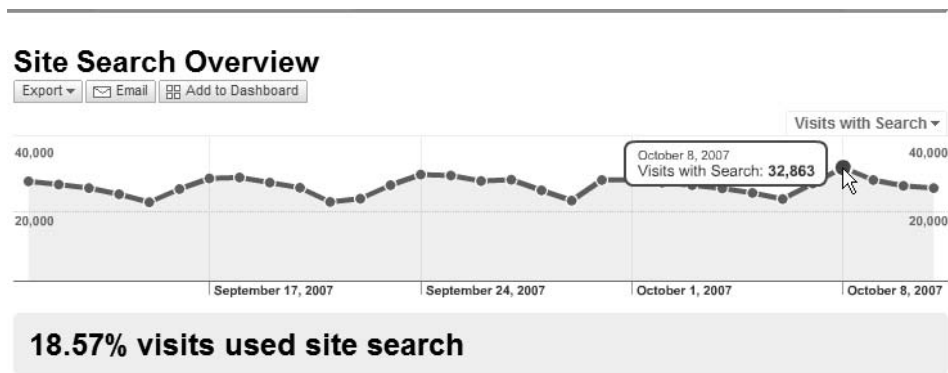 Site Search Overview
Export Email Add to Dashboard
Visits with Search
40,000 40,000
October 8, 2007
Visits with Search: 32,863
20,000 20,000
September 17, 2007 September 24, 2007 October 1, 2007 October 8, 2007
18.57% visits used site search